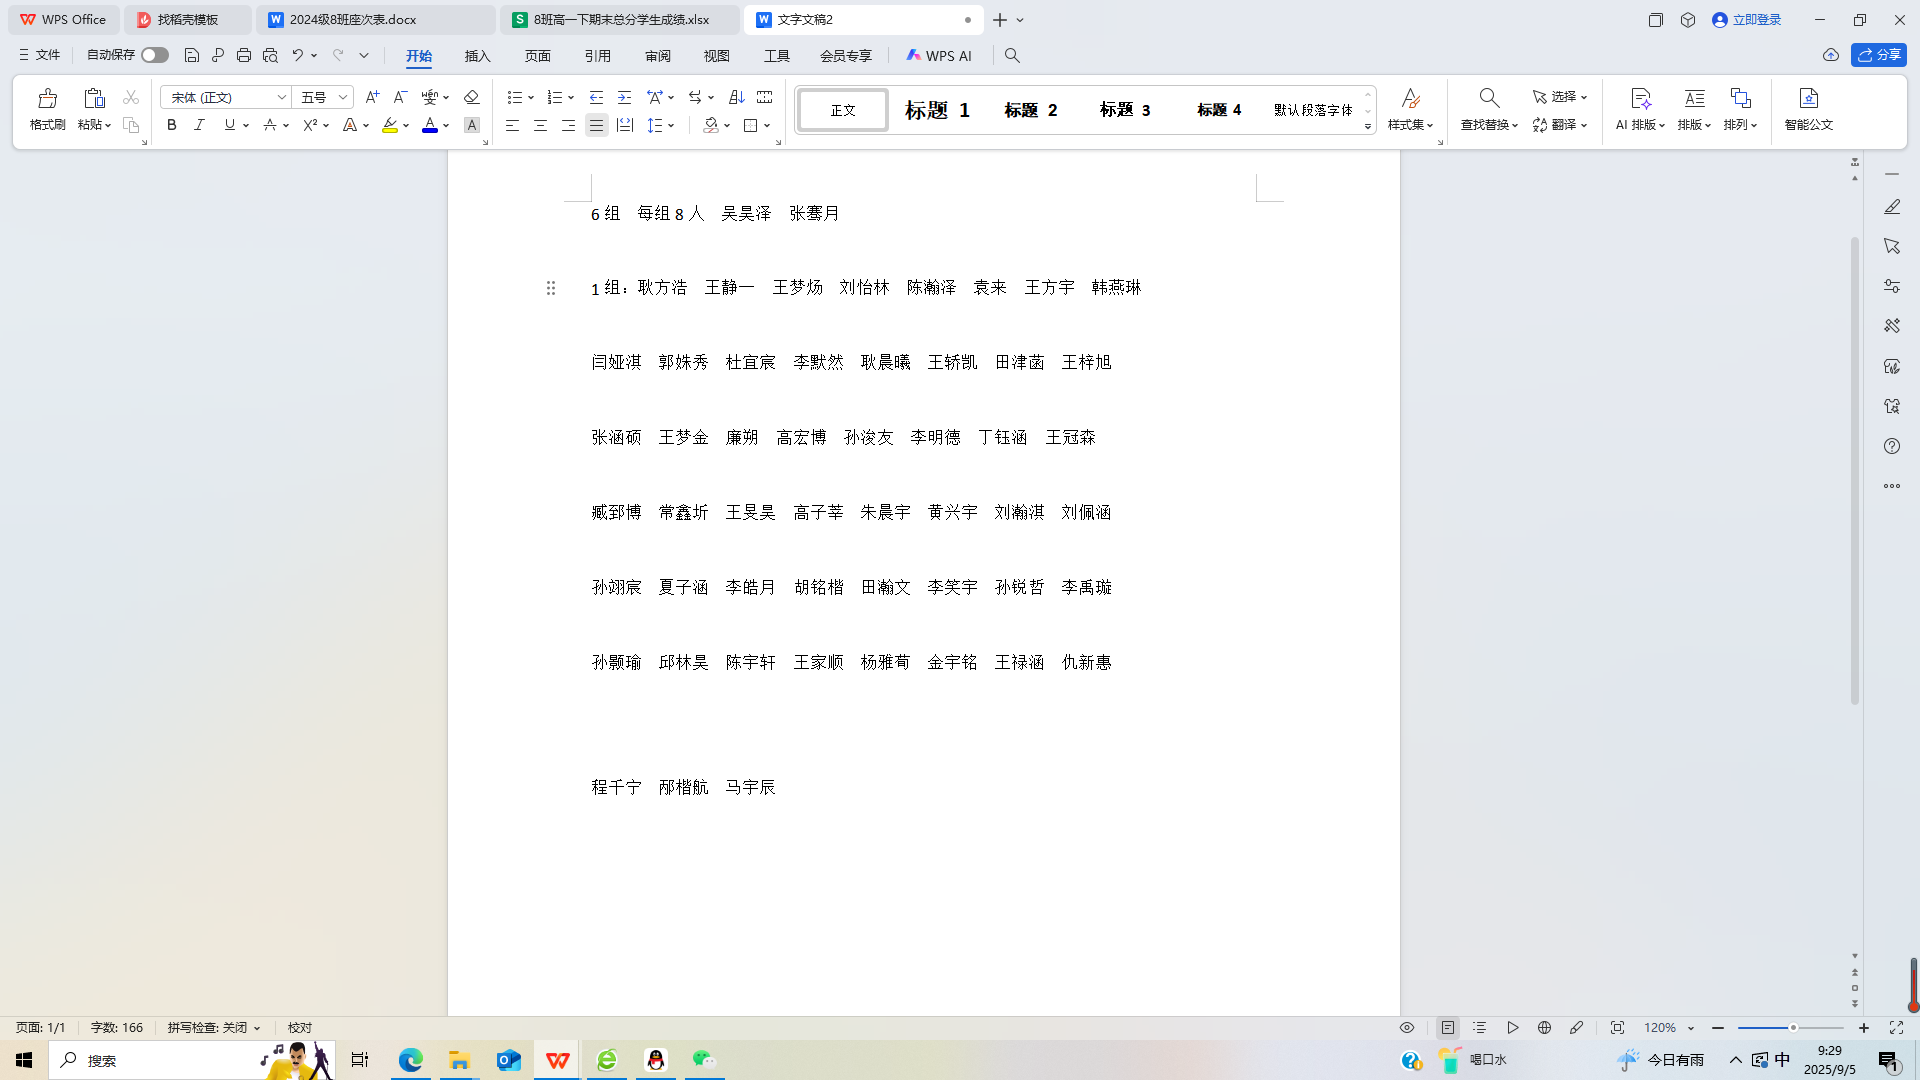 WPS Office 找稻壳模板 2024级8班座次表.docx 8班高一下期末总分学生成绩.xlsx 文字文稿2 立即登录
文件 自动保存 开始 插入 页面 引用 审阅 视图 工具 会员专享 WPS AI 分享
宋体 (正文) 五号
格式刷 粘贴 正文 标题 1 标题 2 标题 3 标题 4 默认段落字体 样式集 查找替换 选择 翻译 AI 排版 排版 排列 智能公文
6 组 每组 8 人 吴昊泽 张骞月
1 组：耿方浩 王静一 王梦炀 刘怡林 陈瀚泽 袁来 王方宇 韩燕琳
闫娅淇 郭姝秀 杜宜宸 李默然 耿晨曦 王轿凯 田津菡 王梓旭
张涵硕 王梦金 廉朔 高宏博 孙浚友 李明德 丁钰涵 王冠森
臧郅博 常鑫圻 王旻昊 高子莘 朱晨宇 黄兴宇 刘瀚淇 刘佩涵
孙翊宸 夏子涵 李皓月 胡铭楷 田瀚文 李笑宇 孙锐哲 李禹璇
孙颢瑜 邱林昊 陈宇轩 王家顺 杨雅荀 金宇铭 王禄涵 仇新惠
程千宁 邴楷航 马宇辰
页面: 1/1 字数: 166 拼写检查: 关闭 校对 120%
搜索 喝口水 今日有雨 中 9:29
2025/9/5 1